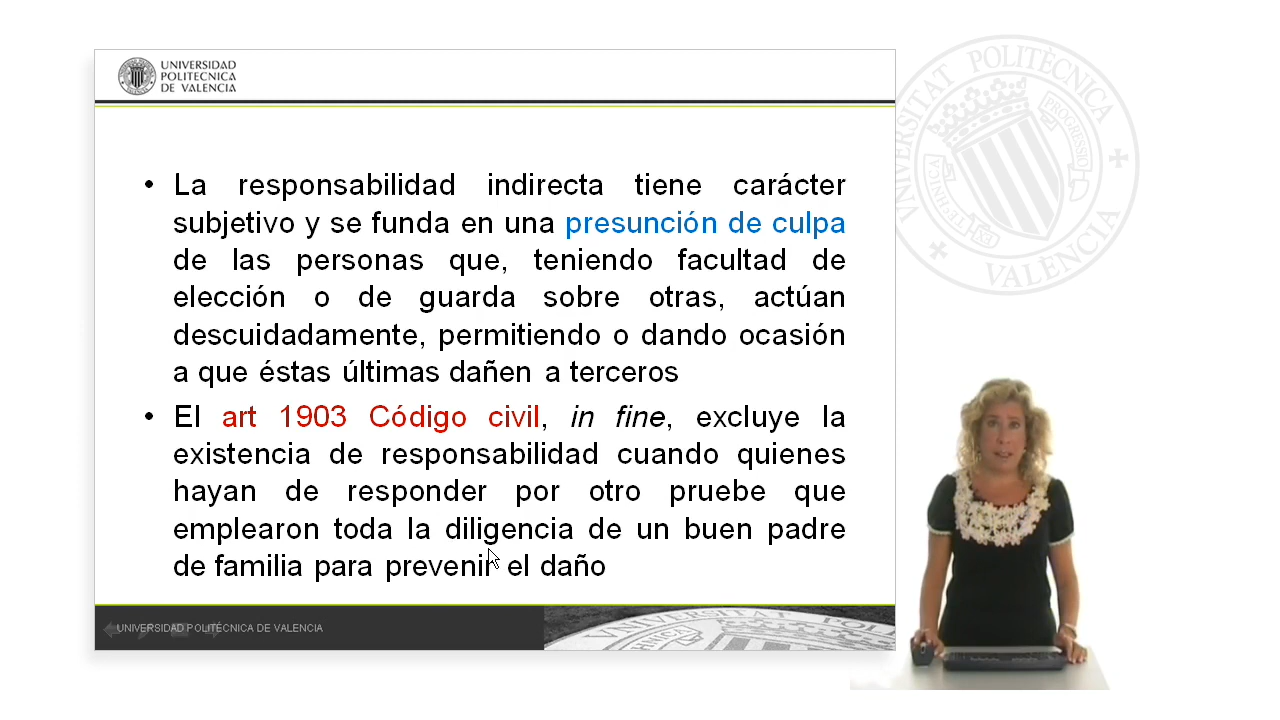 UNIVERSIDAD
POLITECNICA
DE VALENCIA
• La responsabilidad indirecta tiene carácter
subjetivo y se funda en una presunción de culpa
de las personas que, teniendo facultad de
elección o de guarda sobre otras, actúan
descuidadamente, permitiendo o dando ocasión
a que éstas últimas dañen a terceros
• El art 1903 Código civil, in fine, excluye la
existencia de responsabilidad cuando quienes
hayan de responder por otro pruebe que
emplearon toda la diligencia de un buen padre
de familia para prevenir el daño
UNIVERSIDAD POLITÉCNICA DE VALENCIA
UNIVERSITAT POLITÈCNICA
VALÈNCIA